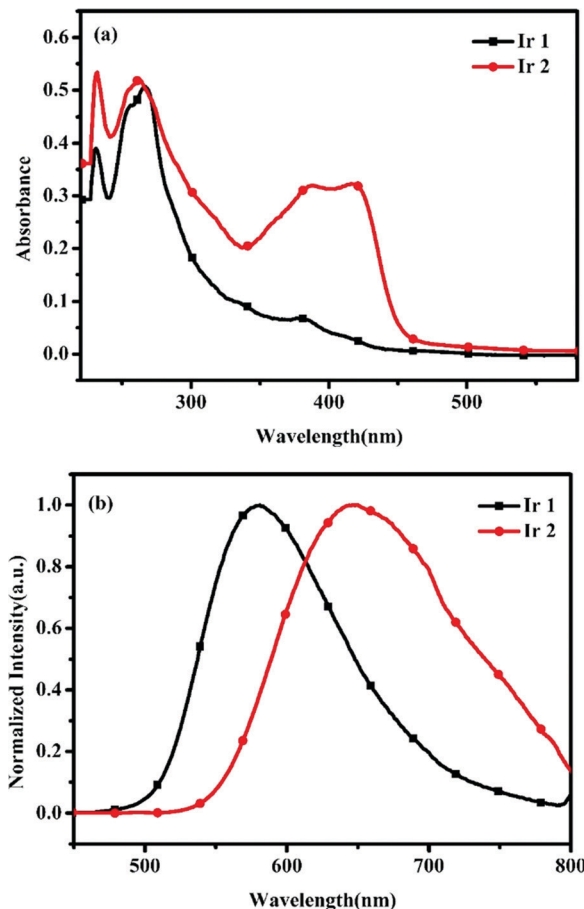 (a)
Ir 1
Ir 2
0.6
0.5
0.4
0.3
0.2
0.1
0.0
Absorbance
300
400
500
Wavelength(nm)
(b)
Ir 1
Ir 2
1.0
0.8
0.6
0.4
0.2
0.0
Normalized Intensity(a.u.)
500
600
700
800
Wavelength(nm)